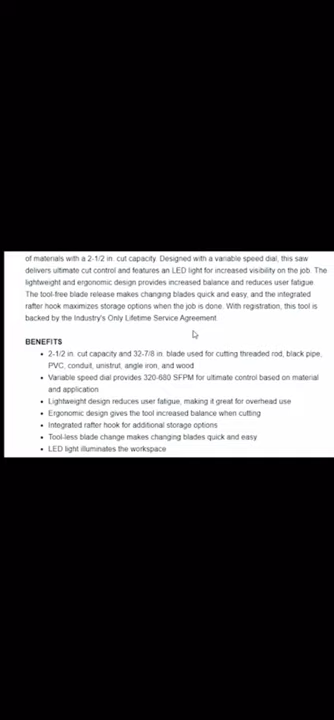 of materials with a 2-1/2 in. cut capacity. Designed with a variable speed dial, this saw
delivers ultimate cut control and features an LED light for increased visibility on the job. The
lightweight and ergonomic design provides increased balance and reduces user fatigue.
The tool-free blade release makes changing blades quick and easy, and the integrated
rafter hook maximizes storage options when the job is done. With registration, this tool is
backed by the Industry's Only Lifetime Service Agreement.
BENEFITS
• 2-1/2 in. cut capacity and 32-7/8 in. blade used for cutting threaded rod, black pipe,
PVC, conduit, unistrut, angle iron, and wood
• Variable speed dial provides 320-680 SFPM for ultimate control based on material
and application
• Lightweight design reduces user fatigue, making it great for overhead use
• Ergonomic design gives the tool increased balance when cutting
• Integrated rafter hook for additional storage options
• Tool-less blade change makes changing blades quick and easy
• LED light illuminates the workspace